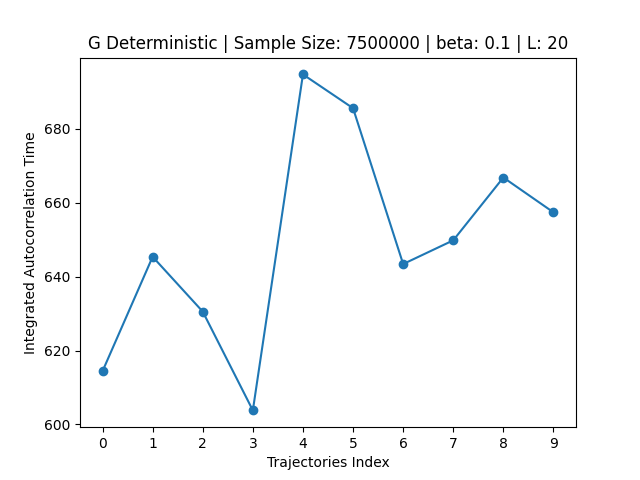 G Deterministic | Sample Size: 7500000 | beta: 0.1 | L: 20
Integrated Autocorrelation Time
680
660
640
620
600
0 1 2 3 4 5 6 7 8 9
Trajectories Index